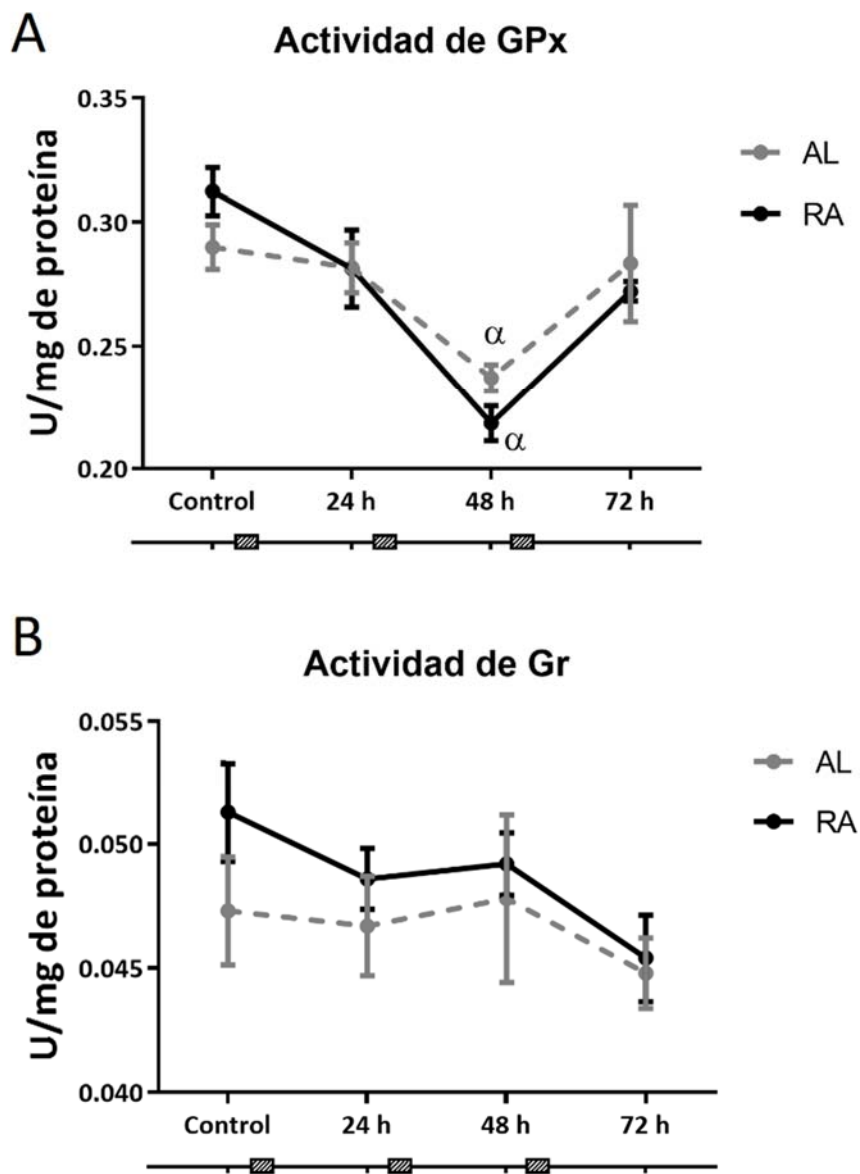 A
Actividad de GPx
U/mg de proteína
0.35
0.30
0.25
0.20
α
α
Control 24 h 48 h 72 h
AL
RA
B
Actividad de Gr
U/mg de proteína
0.055
0.050
0.045
0.040
Control 24 h 48 h 72 h
AL
RA